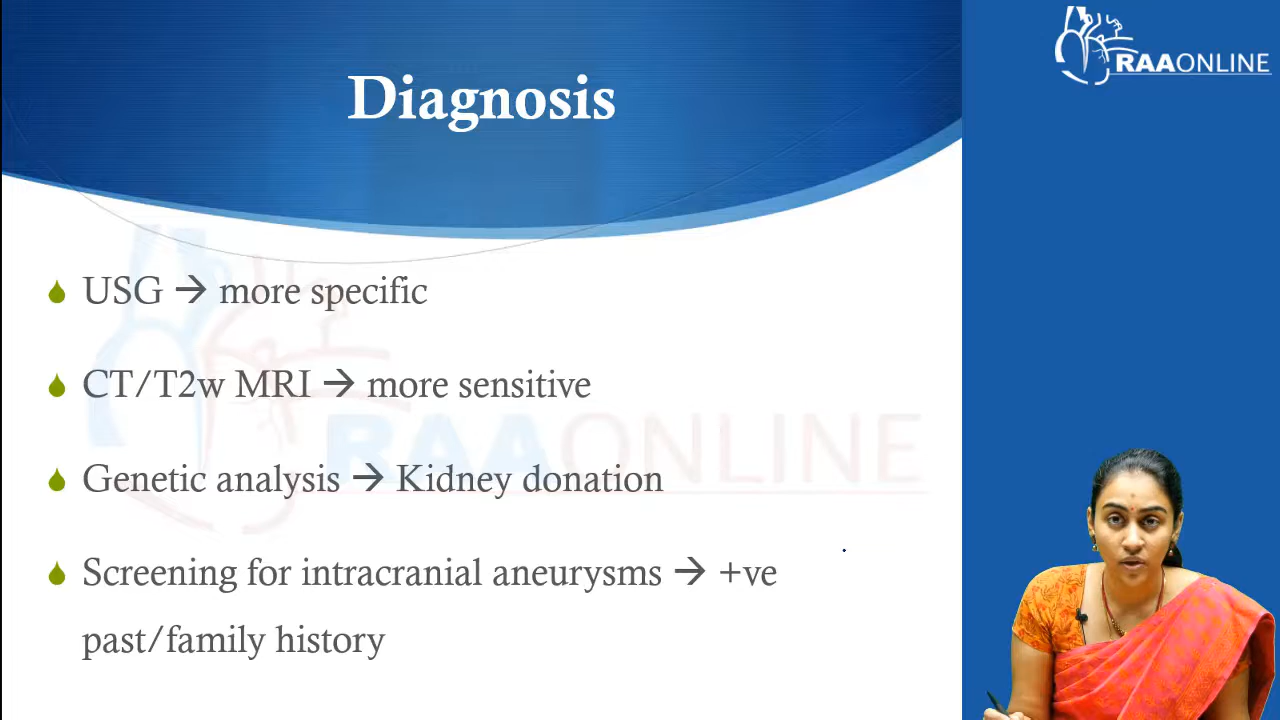 Diagnosis
RAAONLINE
USG → more specific
CT/T2w MRI → more sensitive
RAAONLINE
Genetic analysis → Kidney donation
Screening for intracranial aneurysms → +ve
past/family history